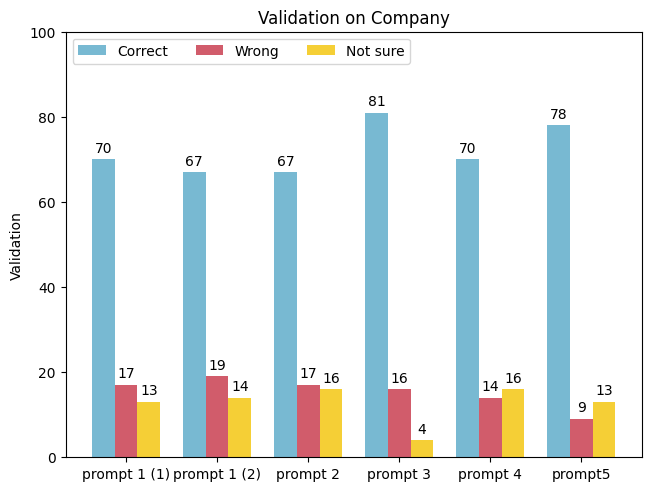 Validation on Company
Correct Wrong Not sure
Validation
100
80
60
40
20
0
70 67 67 81 70 78
17 13 19 14 17 16 16 4 14 16 9 13
prompt 1 (1) prompt 1 (2) prompt 2 prompt 3 prompt 4 prompt5